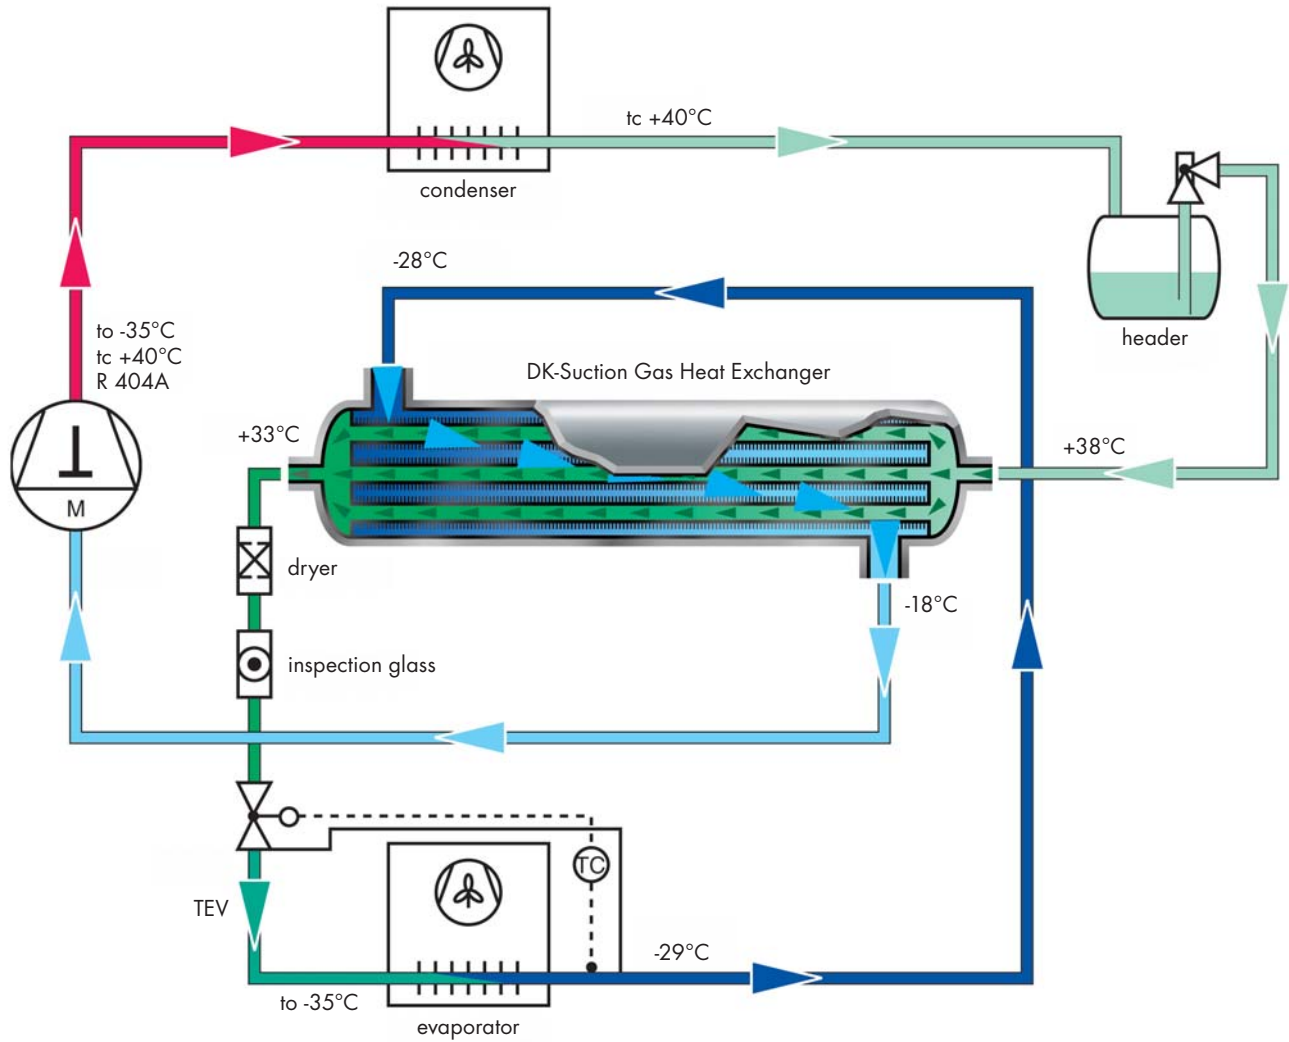 tc +40°C
condenser
-28°C
header
to -35°C
tc +40°C
R 404A
DK-Suction Gas Heat Exchanger
+33°C
+38°C
M
dryer
-18°C
inspection glass
TC
TEV
-29°C
to -35°C
evaporator